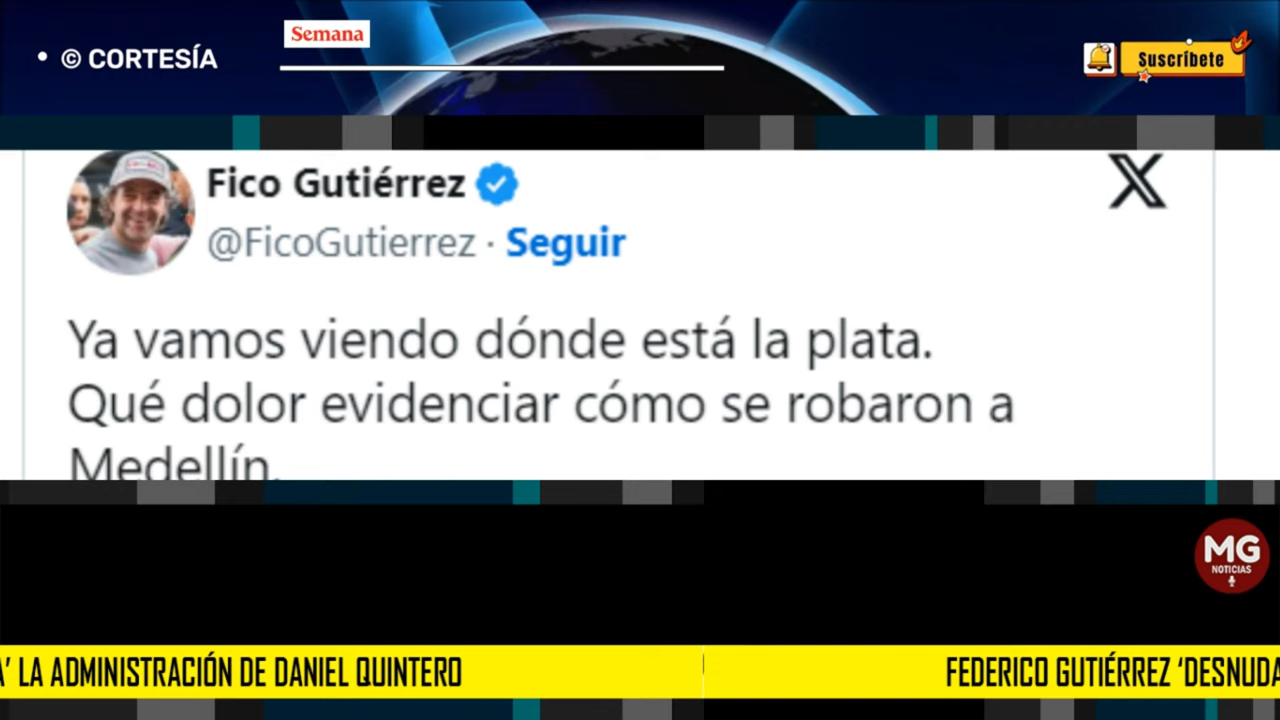 © CORTESÍA
Semana
Suscríbete
Fico Gutiérrez
@FicoGutierrez · Seguir
Ya vamos viendo dónde está la plata.
Qué dolor evidenciar cómo se robaron a
Medellín.
MG
NOTICIAS
A’ LA ADMINISTRACIÓN DE DANIEL QUINTERO
FEDERICO GUTIÉRREZ ‘DESNUDA